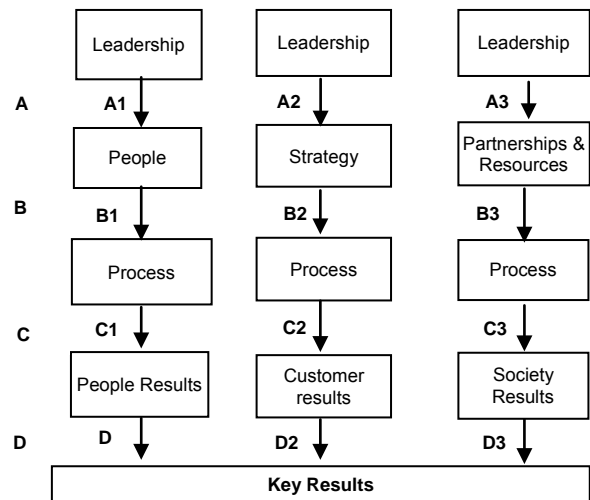 Leadership Leadership Leadership
A A1 A2 A3
People Strategy Partnerships &
Resources
B B1 B2 B3
Process Process Process
C C1 C2 C3
People Results Customer
results Society
Results
D D D2 D3
Key Results